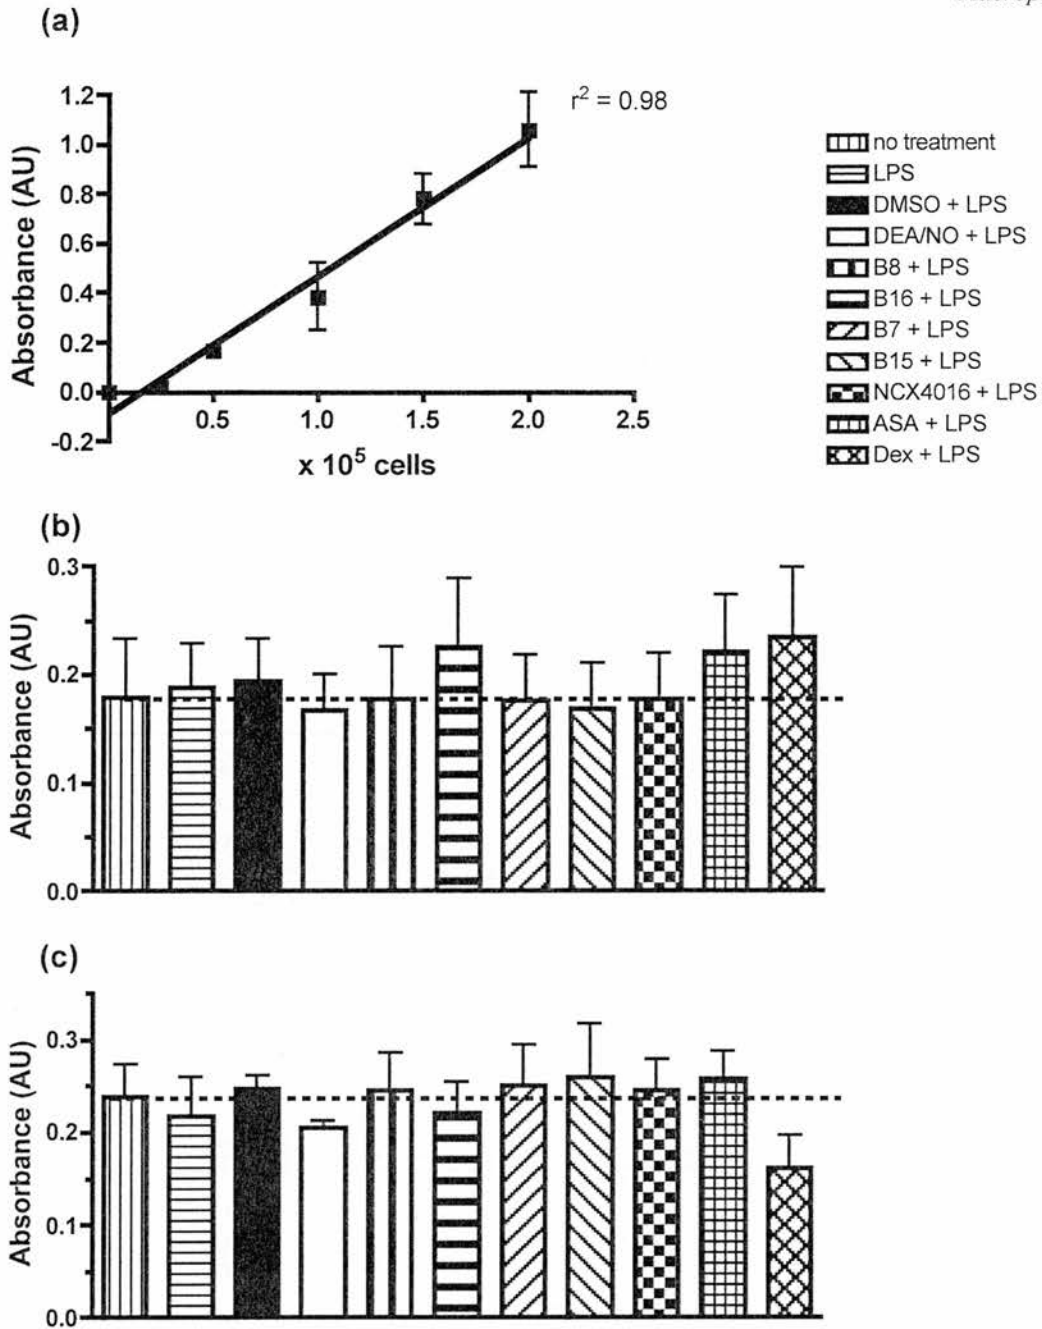 (a)
r² = 0.98
Absorbance (AU)
1.2
1.0
0.8
0.6
0.4
0.2
0.0
-0.2
0.5 1.0 1.5 2.0 2.5
x 10⁵ cells
no treatment
LPS
DMSO + LPS
DEA/NO + LPS
B8 + LPS
B16 + LPS
B7 + LPS
B15 + LPS
NCX4016 + LPS
ASA + LPS
Dex + LPS
(b)
Absorbance (AU)
0.3
0.2
0.1
0.0
(c)
Absorbance (AU)
0.3
0.2
0.1
0.0